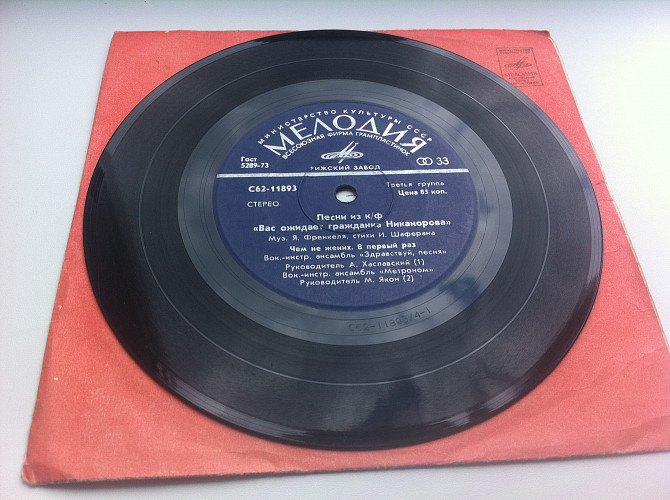 МИНИСТЕРСТВО КУЛЬТУРЫ СССР
МЕЛОДИЯ
ВСЕСОЮЗНАЯ ФИРМА ГРАМПЛАСТИНОК
Гост
5289-73
33
РИЖСКИЙ ЗАВОД
С62-11893
Третья группа
СТЕРЕО
Цена 85 коп.
Песни из к/ф
«Вас ожидает гражданка Никанорова»
Муз. Я. Френкеля, стихи И. Шаферана
Чем не жених. В первый раз
Вок.-инстр. ансамбль «Здравствуй, песня»
Руководитель А. Хаславский (1)
Вок.-инстр. ансамбль «Метроном»
Руководитель М. Якон (2)